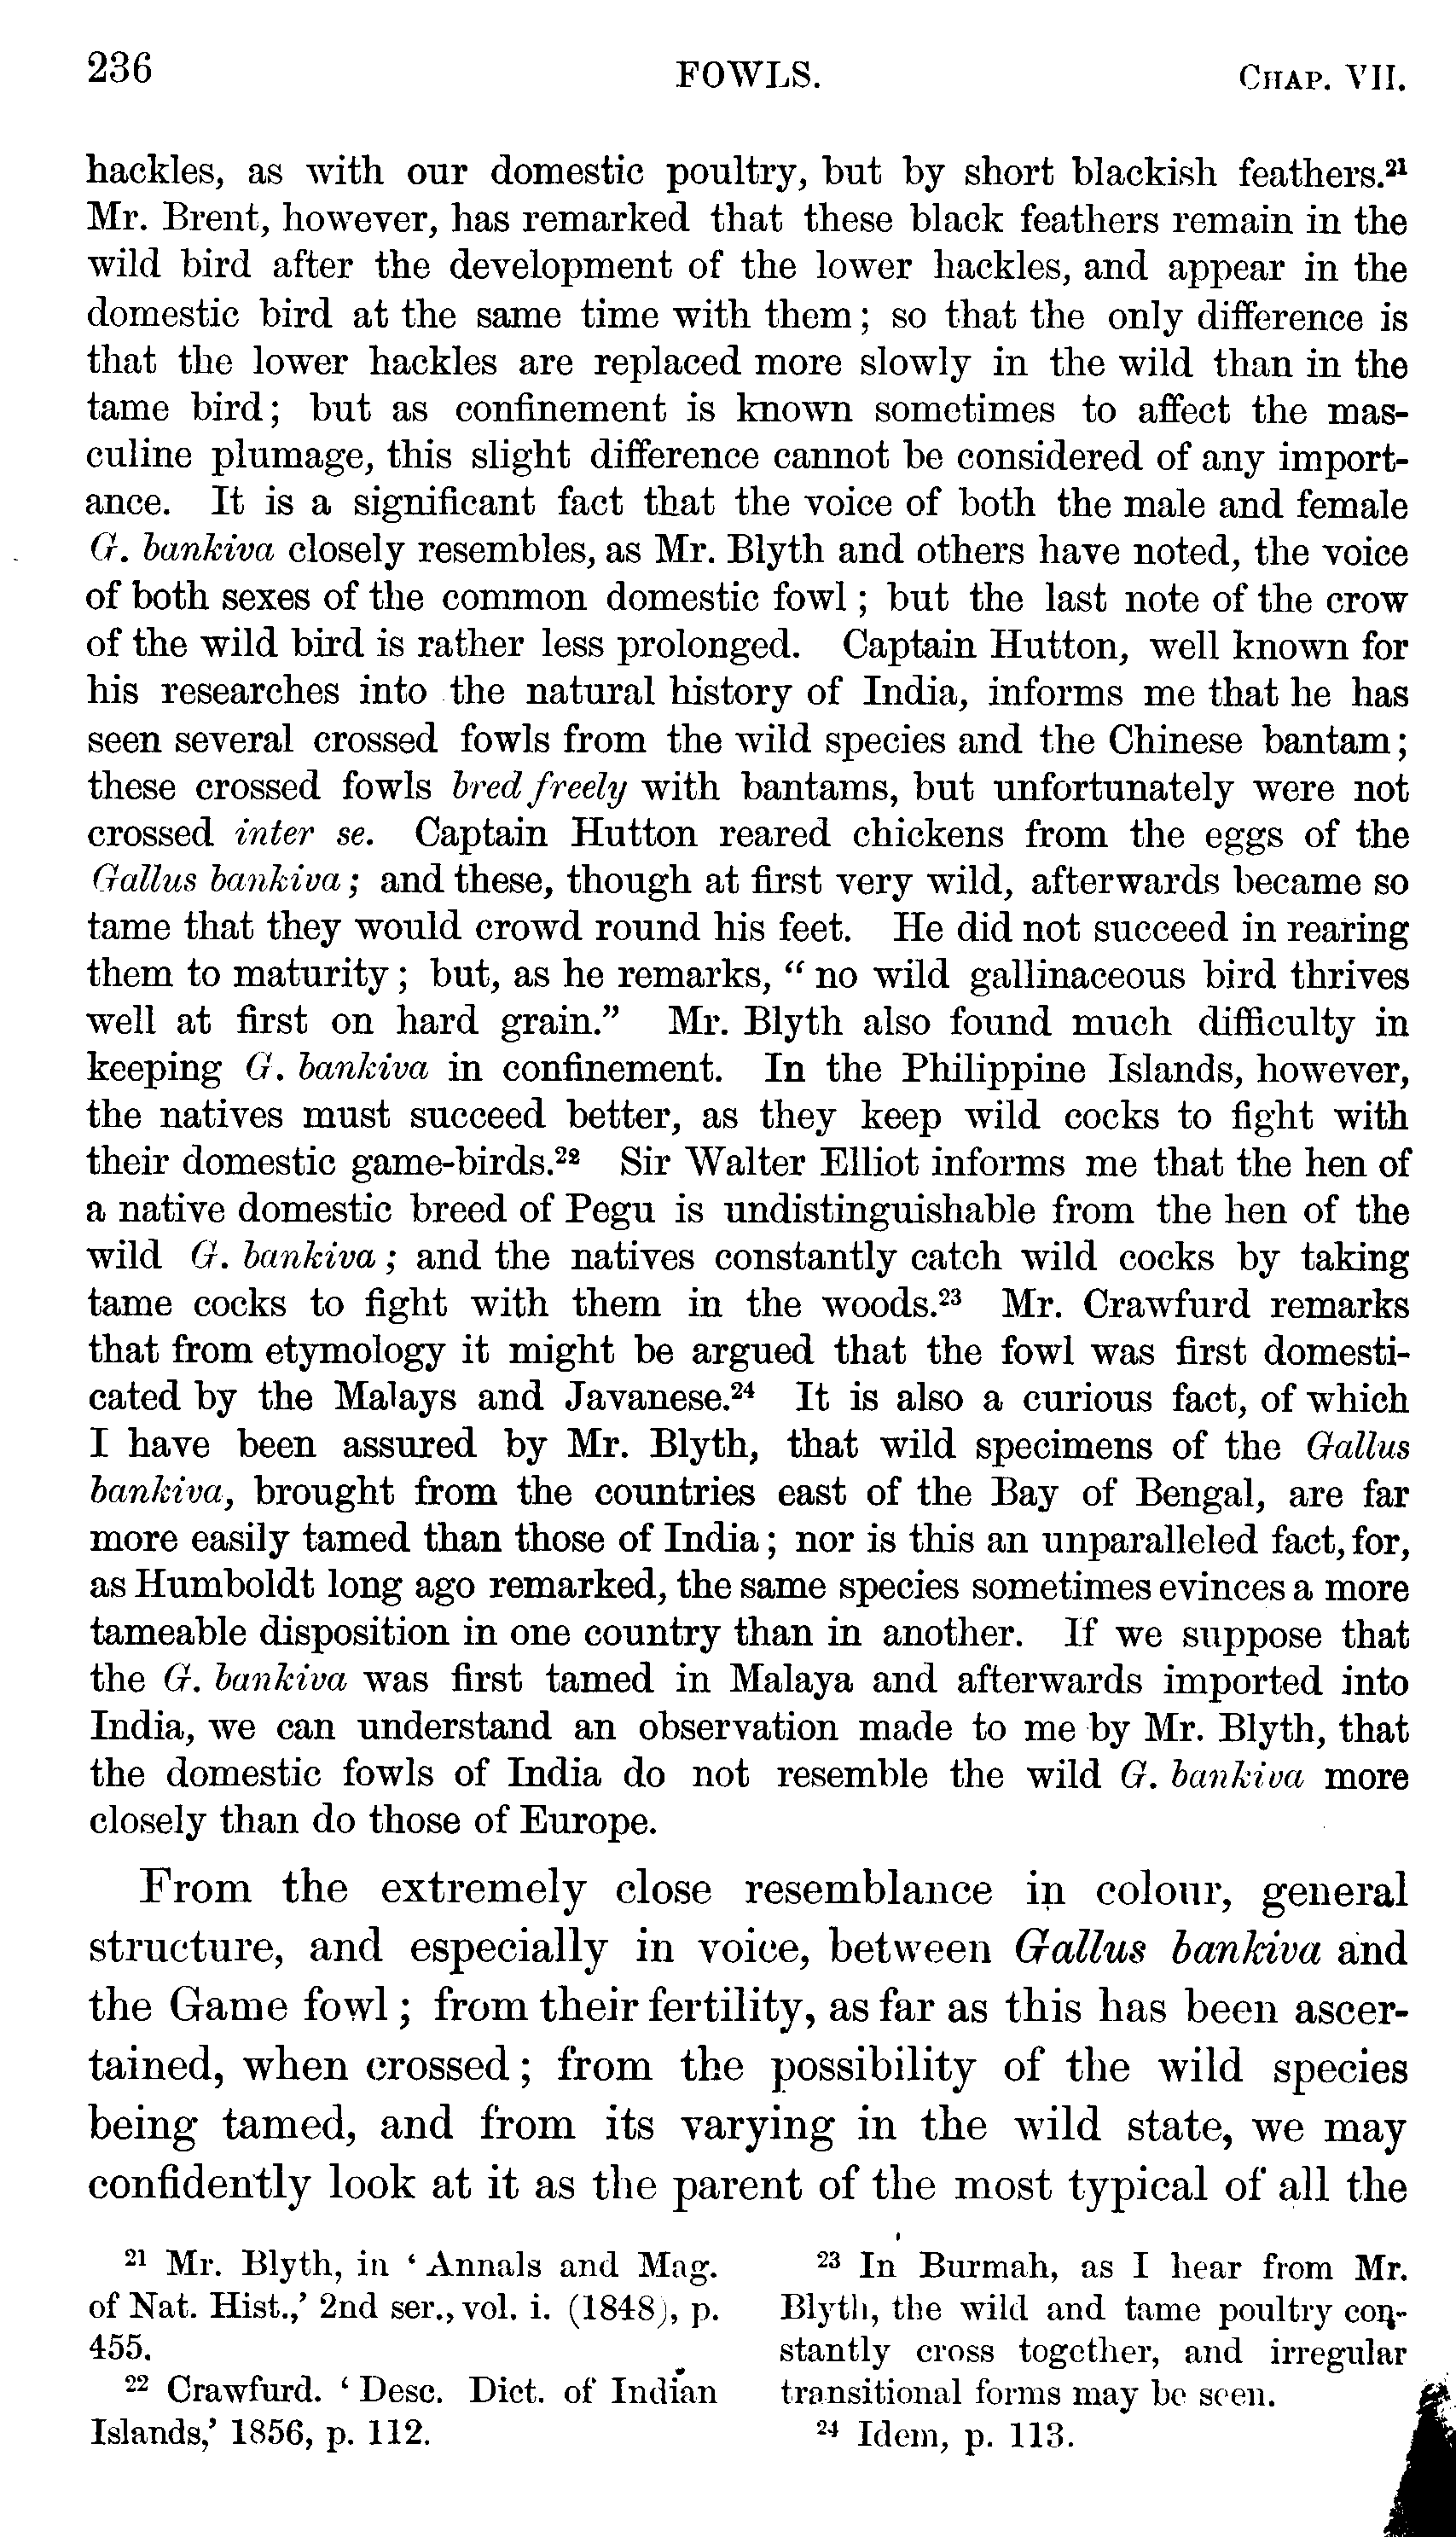 236 FOWLS. CHAP. VII.
hackles, as with our domestic poultry, but by short blackish feathers.²¹
Mr. Brent, however, has remarked that these black feathers remain in the
wild bird after the development of the lower hackles, and appear in the
domestic bird at the same time with them; so that the only difference is
that the lower hackles are replaced more slowly in the wild than in the
tame bird; but as confinement is known sometimes to affect the mas-
culine plumage, this slight difference cannot be considered of any import-
ance. It is a significant fact that the voice of both the male and female
G. bankiva closely resembles, as Mr. Blyth and others have noted, the voice
of both sexes of the common domestic fowl; but the last note of the crow
of the wild bird is rather less prolonged. Captain Hutton, well known for
his researches into the natural history of India, informs me that he has
seen several crossed fowls from the wild species and the Chinese bantam;
these crossed fowls bred freely with bantams, but unfortunately were not
crossed inter se. Captain Hutton reared chickens from the eggs of the
Gallus bankiva; and these, though at first very wild, afterwards became so
tame that they would crowd round his feet. He did not succeed in rearing
them to maturity; but, as he remarks, "no wild gallinaceous bird thrives
well at first on hard grain." Mr. Blyth also found much difficulty in
keeping G. bankiva in confinement. In the Philippine Islands, however,
the natives must succeed better, as they keep wild cocks to fight with
their domestic game-birds.²² Sir Walter Elliot informs me that the hen of
a native domestic breed of Pegu is undistinguishable from the hen of the
wild G. bankiva; and the natives constantly catch wild cocks by taking
tame cocks to fight with them in the woods.²³ Mr. Crawfurd remarks
that from etymology it might be argued that the fowl was first domesti-
cated by the Malays and Javanese.²⁴ It is also a curious fact, of which
I have been assured by Mr. Blyth, that wild specimens of the Gallus
bankiva, brought from the countries east of the Bay of Bengal, are far
more easily tamed than those of India; nor is this an unparalleled fact, for,
as Humboldt long ago remarked, the same species sometimes evinces a more
tameable disposition in one country than in another. If we suppose that
the G. bankiva was first tamed in Malaya and afterwards imported into
India, we can understand an observation made to me by Mr. Blyth, that
the domestic fowls of India do not resemble the wild G. bankiva more
closely than do those of Europe.
From the extremely close resemblance in colour, general
structure, and especially in voice, between Gallus bankiva and
the Game fowl; from their fertility, as far as this has been ascer-
tained, when crossed; from the possibility of the wild species
being tamed, and from its varying in the wild state, we may
confidently look at it as the parent of the most typical of all the
²¹ Mr. Blyth, in 'Annals and Mag.
of Nat. Hist.,' 2nd ser., vol. i. (1848), p.
455.
²² Crawfurd. 'Desc. Dict. of Indian
Islands,' 1856, p. 112.
²³ In Burmah, as I hear from Mr.
Blyth, the wild and tame poultry con-
stantly cross together, and irregular
transitional forms may be seen.
²⁴ Idem, p. 113.